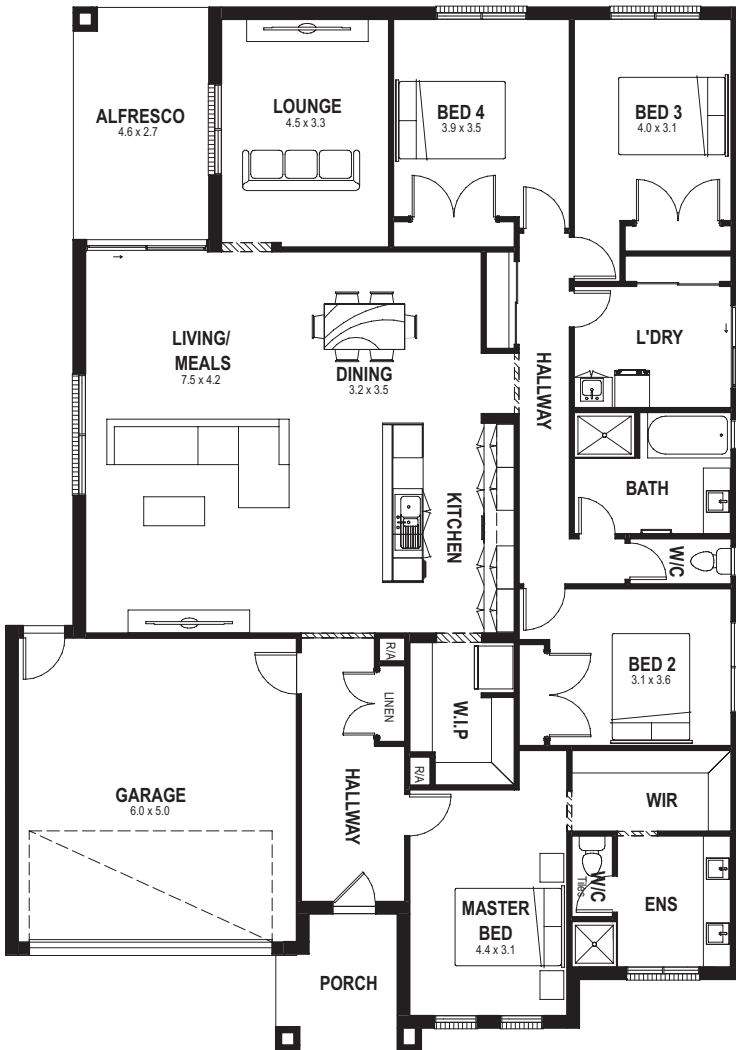 ALFRESCO
4.6 x 2.7
LOUNGE
4.5 x 3.3
BED 4
3.9 x 3.5
BED 3
4.0 x 3.1
LIVING/
MEALS
7.5 x 4.2
DINING
3.2 x 3.5
HALLWAY
L'DRY
KITCHEN
BATH
W/C
BED 2
3.1 x 3.6
R/A
LINEN
W.I.P
R/A
GARAGE
6.0 x 5.0
HALLWAY
WIR
W/C
Tiles
ENS
MASTER
BED
4.4 x 3.1
PORCH